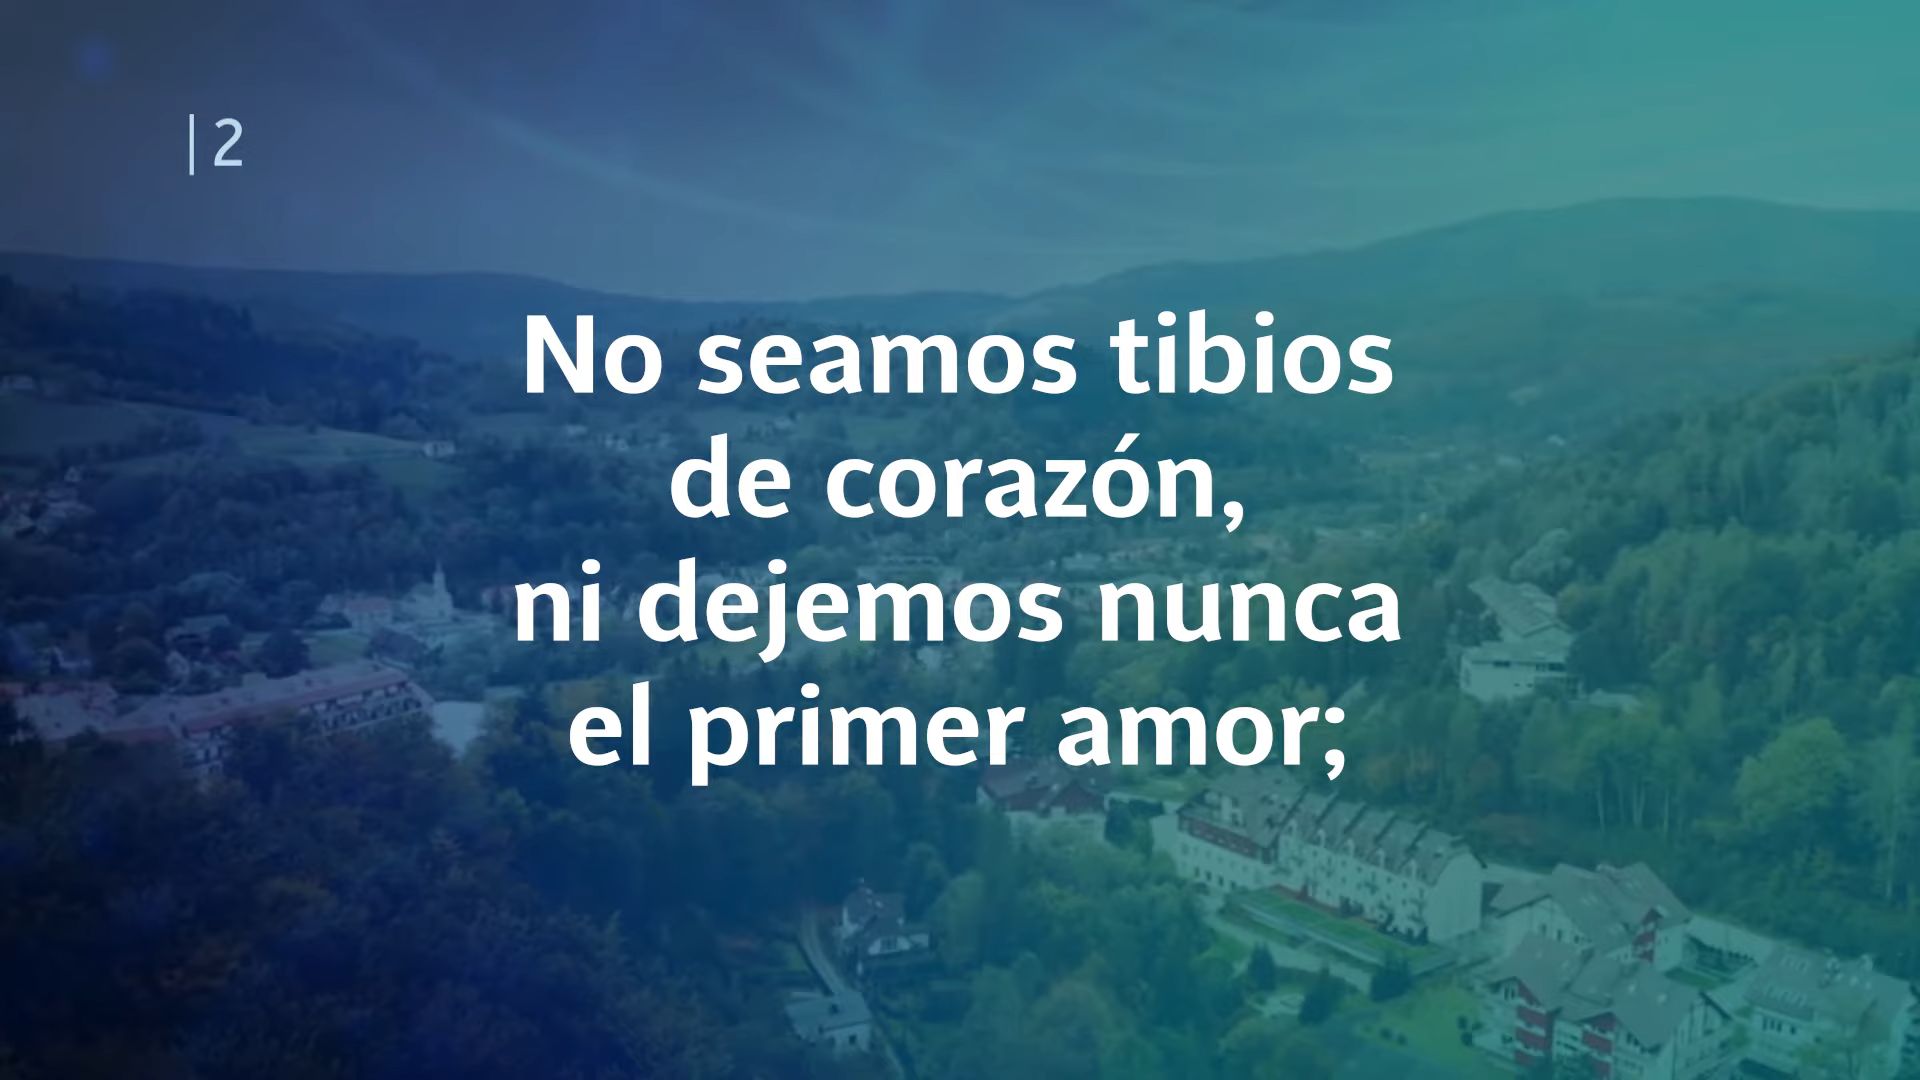 |2
No seamos tibios
de corazón,
ni dejemos nunca
el primer amor;